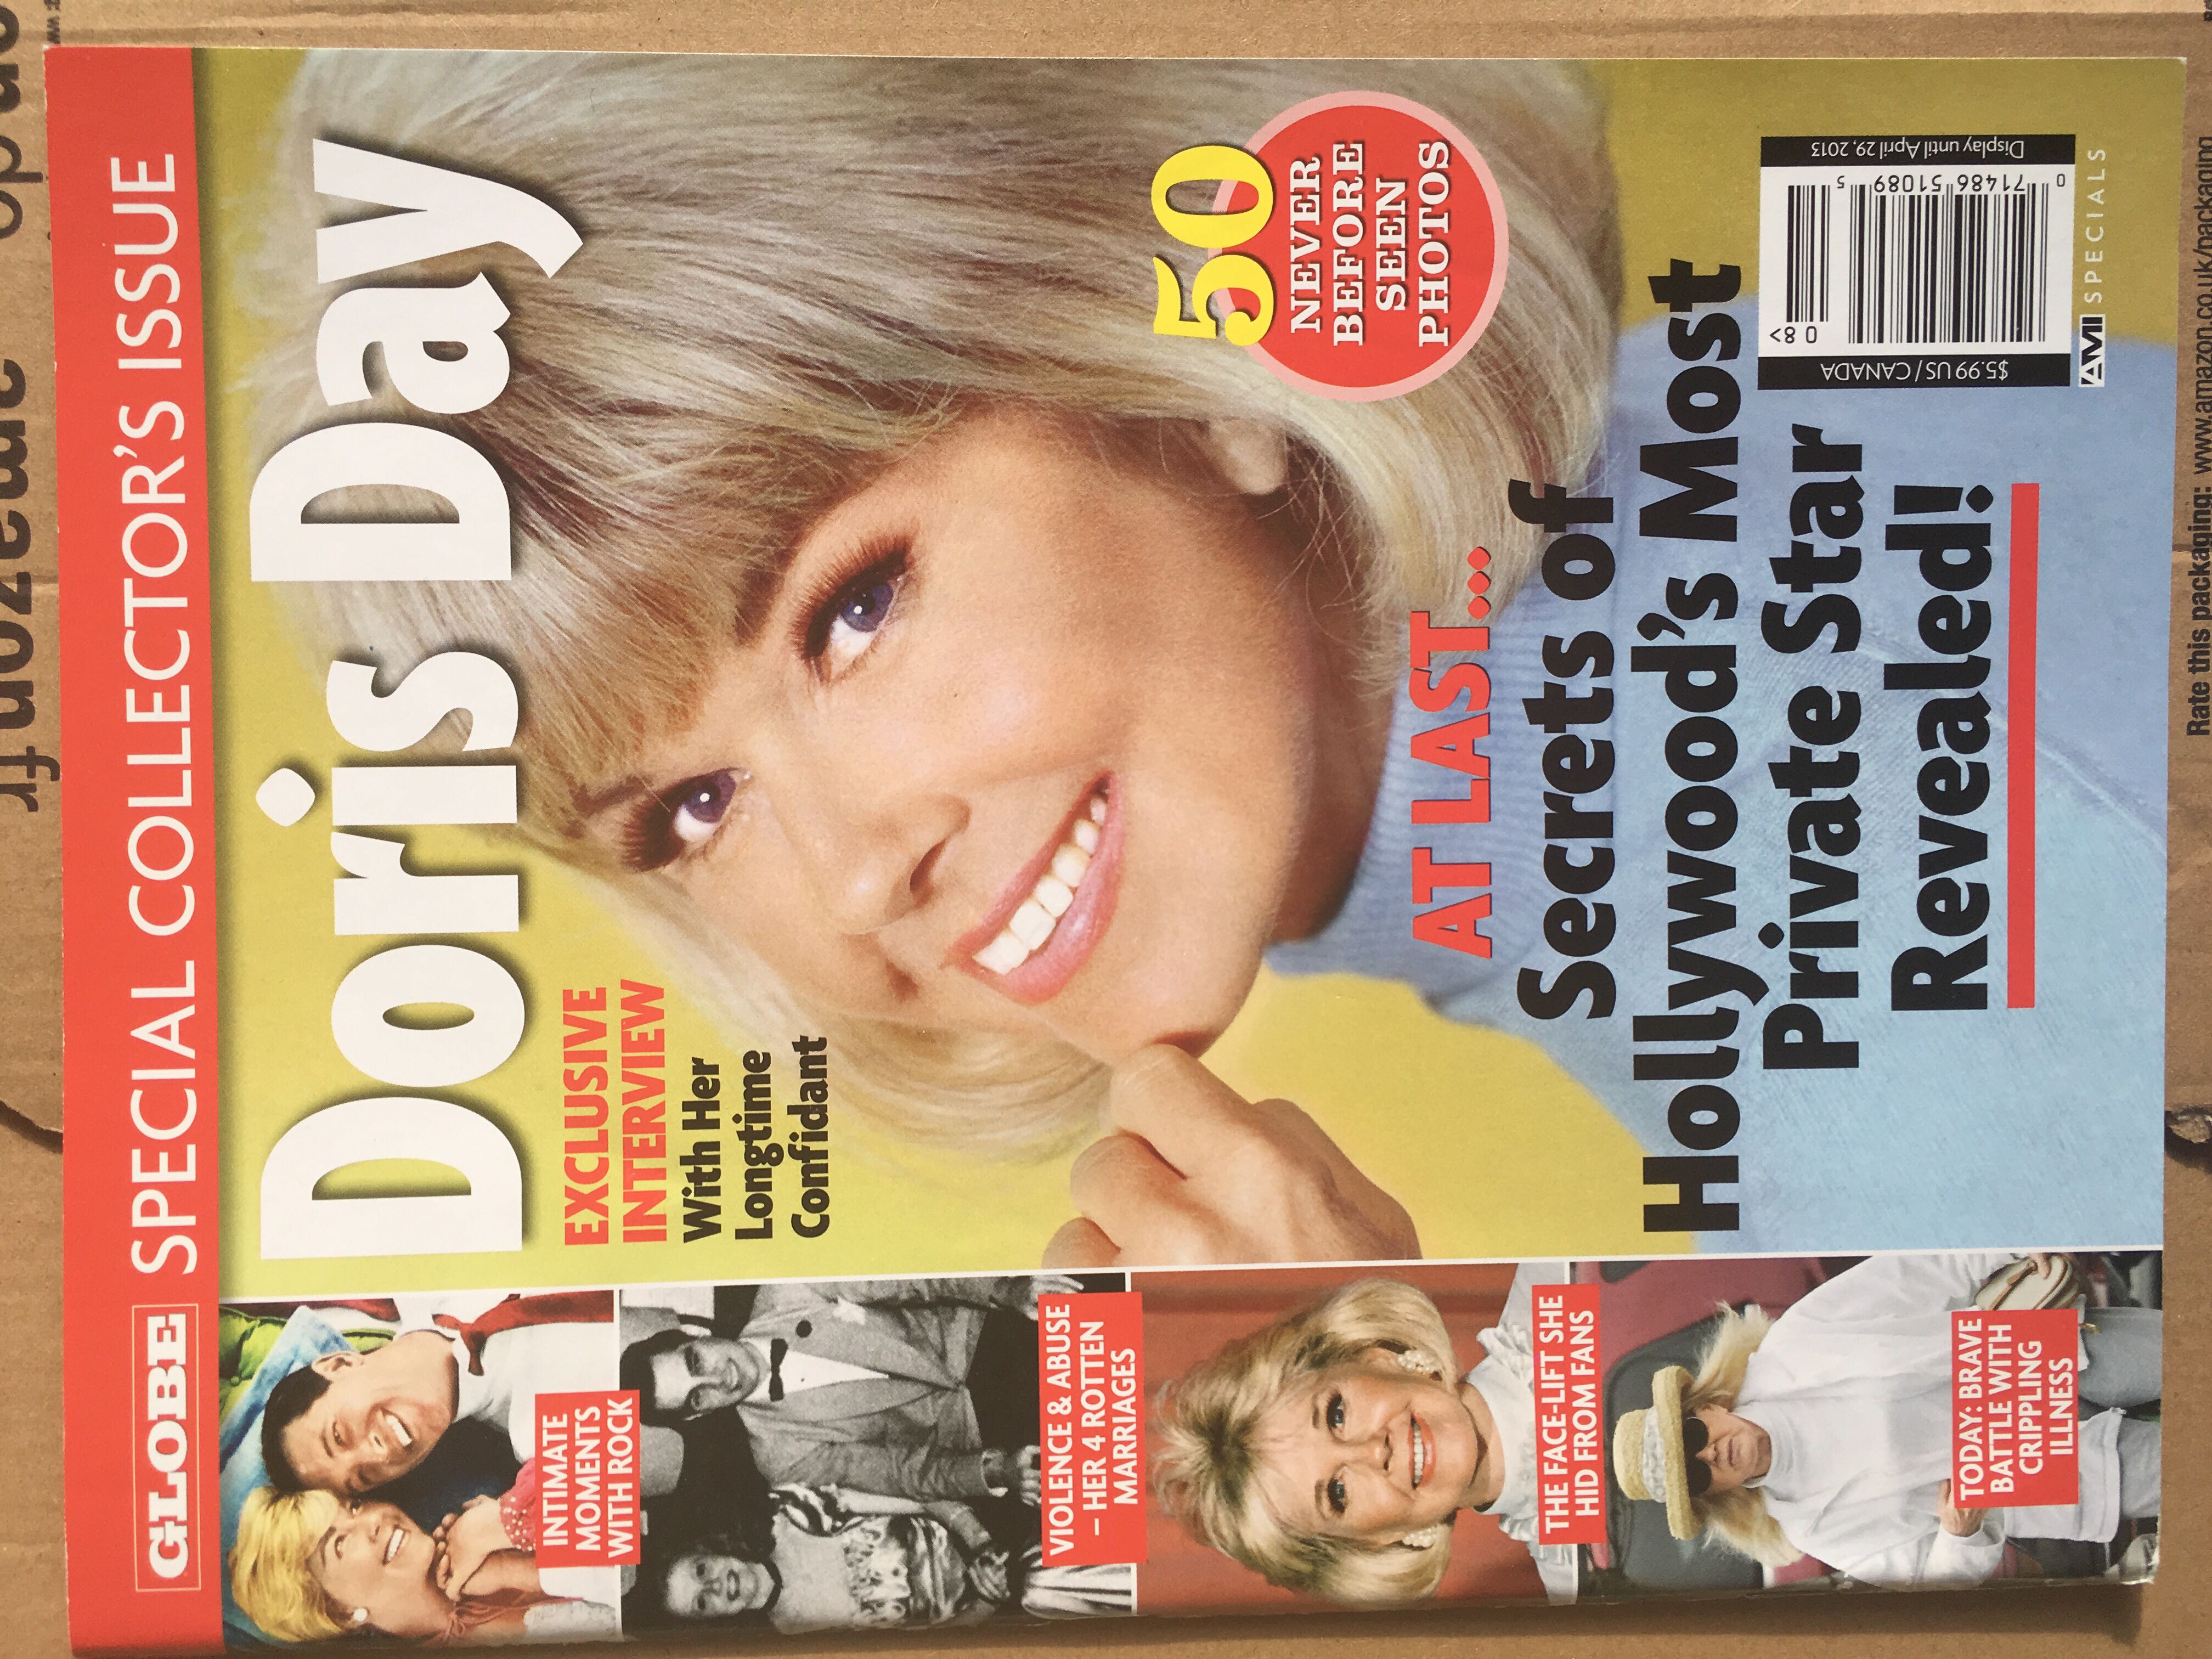 GLOBE SPECIAL COLLECTOR'S ISSUE
Doris Day
EXCLUSIVE
INTERVIEW
With Her
Longtime
Confidant
50
NEVER
BEFORE
SEEN
PHOTOS
AT LAST...
Secrets of
Hollywood's Most
Private Star
Revealed!
INTIMATE
MOMENTS
WITH ROCK
VIOLENCE & ABUSE
– HER 4 ROTTEN
MARRIAGES
THE FACE-LIFT SHE
HID FROM FANS
TODAY: BRAVE
BATTLE WITH
CRIPPLING
ILLNESS
$5.99 US / CANADA
0 8>
0 71486 51089 5
Display until April 29, 2013
AMI SPECIALS
Rate this packaging: www.amazon.co.uk/packaging
amazon.fr